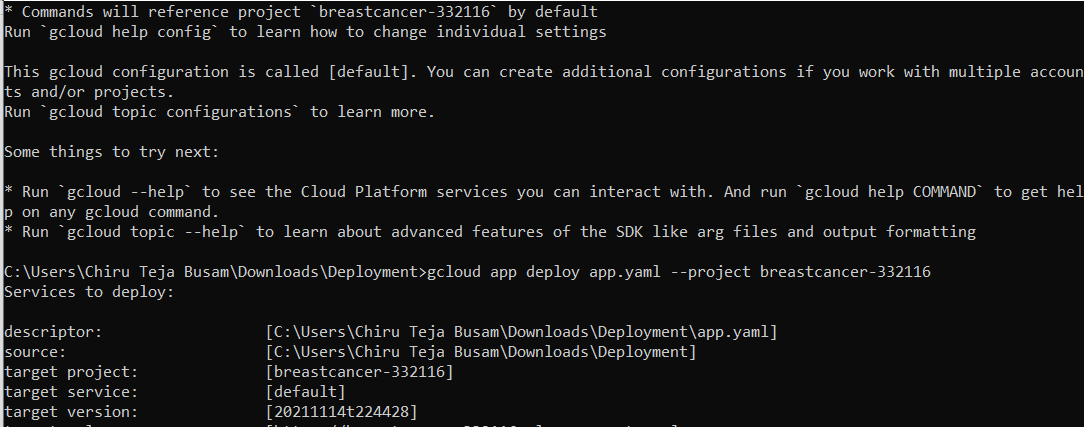 * Commands will reference project `breastcancer-332116` by default
Run `gcloud help config` to learn how to change individual settings
This gcloud configuration is called [default]. You can create additional configurations if you work with multiple accoun
ts and/or projects.
Run `gcloud topic configurations` to learn more.
Some things to try next:
* Run `gcloud --help` to see the Cloud Platform services you can interact with. And run `gcloud help COMMAND` to get hel
p on any gcloud command.
* Run `gcloud topic --help` to learn about advanced features of the SDK like arg files and output formatting
C:\Users\Chiru Teja Busam\Downloads\Deployment>gcloud app deploy app.yaml --project breastcancer-332116
Services to deploy:
descriptor: [C:\Users\Chiru Teja Busam\Downloads\Deployment\app.yaml]
source: [C:\Users\Chiru Teja Busam\Downloads\Deployment]
target project: [breastcancer-332116]
target service: [default]
target version: [20211114t224428]